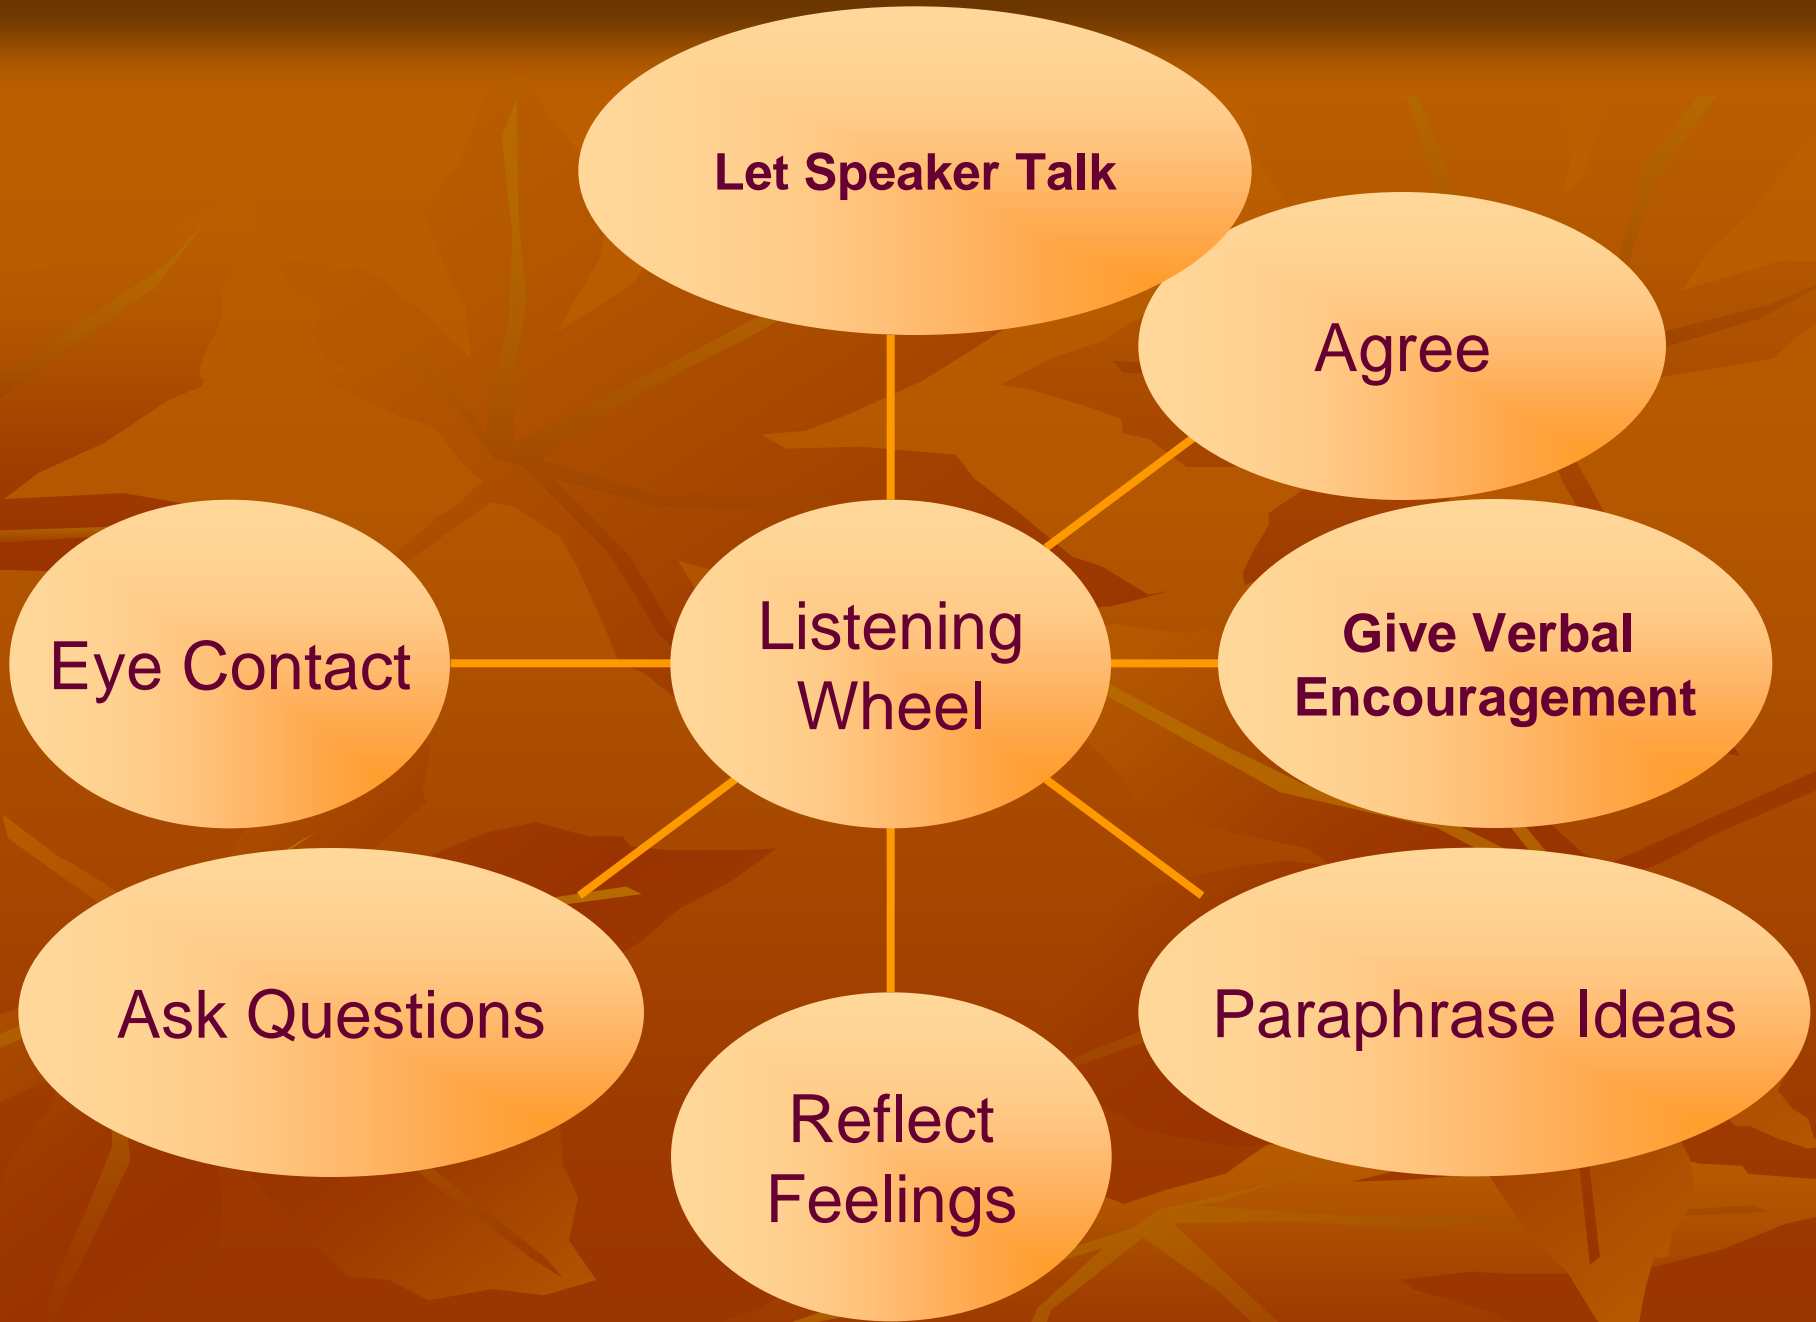 Let Speaker Talk
Agree
Listening
Wheel
Give Verbal
Encouragement
Eye Contact
Ask Questions
Paraphrase Ideas
Reflect
Feelings